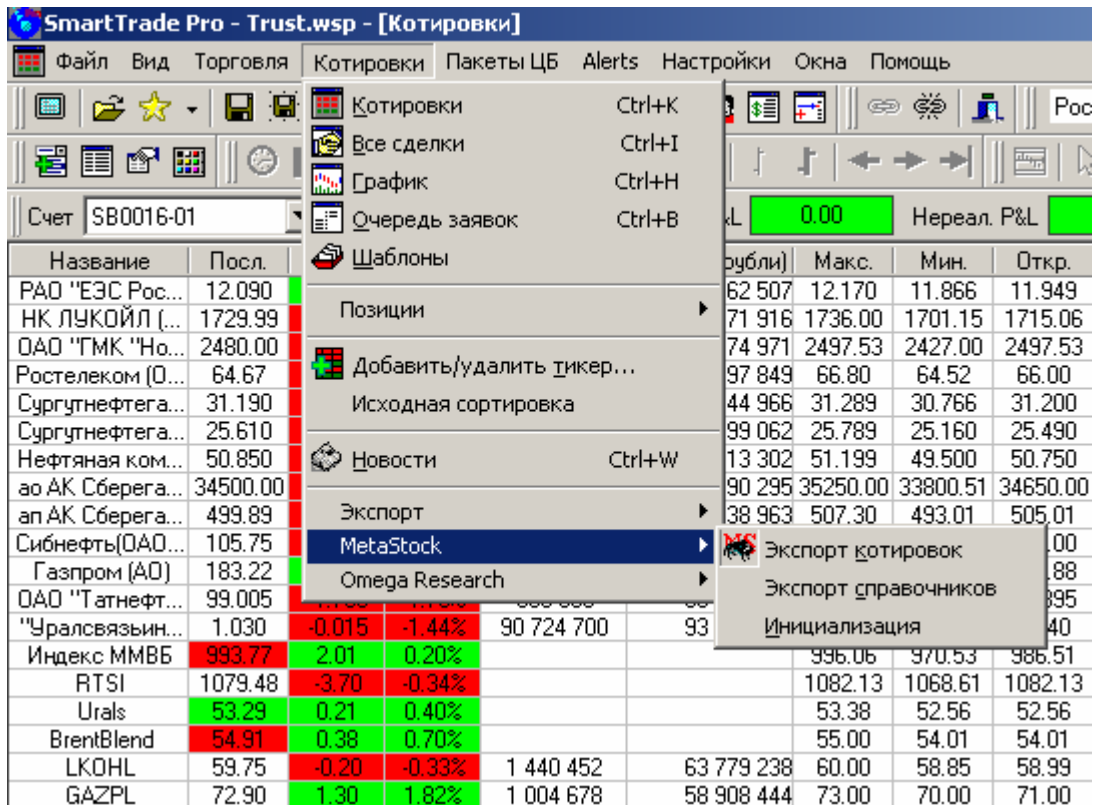 SmartTrade Pro - Trust.wsp - [Котировки]
Файл Вид Торговля Котировки Пакеты ЦБ Alerts Настройки Окна Помощь
Котировки Ctrl+K
Все сделки Ctrl+I
График Ctrl+H
Очередь заявок Ctrl+B
Шаблоны
Позиции
Добавить/удалить тикер...
Исходная сортировка
Новости Ctrl+W
Экспорт
MetaStock
Omega Research
MS Экспорт котировок
Экспорт справочников
Инициализация
Счет SB0016-01 0.00 Нереал. P&L
Название Посл. Макс. Мин. Откр.
РАО "ЕЭС Рос... 12.090 62 507 12.170 11.866 11.949
НК ЛУКОЙЛ (... 1729.99 71 916 1736.00 1701.15 1715.06
ОАО "ГМК "Но... 2480.00 74 971 2497.53 2427.00 2497.53
Ростелеком (О... 64.67 97 849 66.80 64.52 66.00
Сургутнефтега... 31.190 44 966 31.289 30.766 31.200
Сургутнефтега... 25.610 99 062 25.789 25.160 25.490
Нефтяная ком... 50.850 13 302 51.199 49.500 50.750
ао АК Сберега... 34500.00 90 295 35250.00 33800.51 34650.00
ап АК Сберега... 499.89 38 963 507.30 493.01 505.01
Сибнефть(ОАО... 105.75
Газпром (АО) 183.22
ОАО "Татнефт... 99.005
"Уралсвязьин... 1.030 -0.015 -1.44% 90 724 700 93
Индекс ММВБ 993.77 2.01 0.20% 996.06 970.53 986.51
RTSI 1079.48 -3.70 -0.34% 1082.13 1068.61 1082.13
Urals 53.29 0.21 0.40% 53.38 52.56 52.56
BrentBlend 54.91 0.38 0.70% 55.00 54.01 54.01
LKOHL 59.75 -0.20 -0.33% 1 440 452 63 779 238 60.00 58.85 58.99
GAZPL 72.90 1.30 1.82% 1 004 678 58 908 444 73.00 70.00 71.00